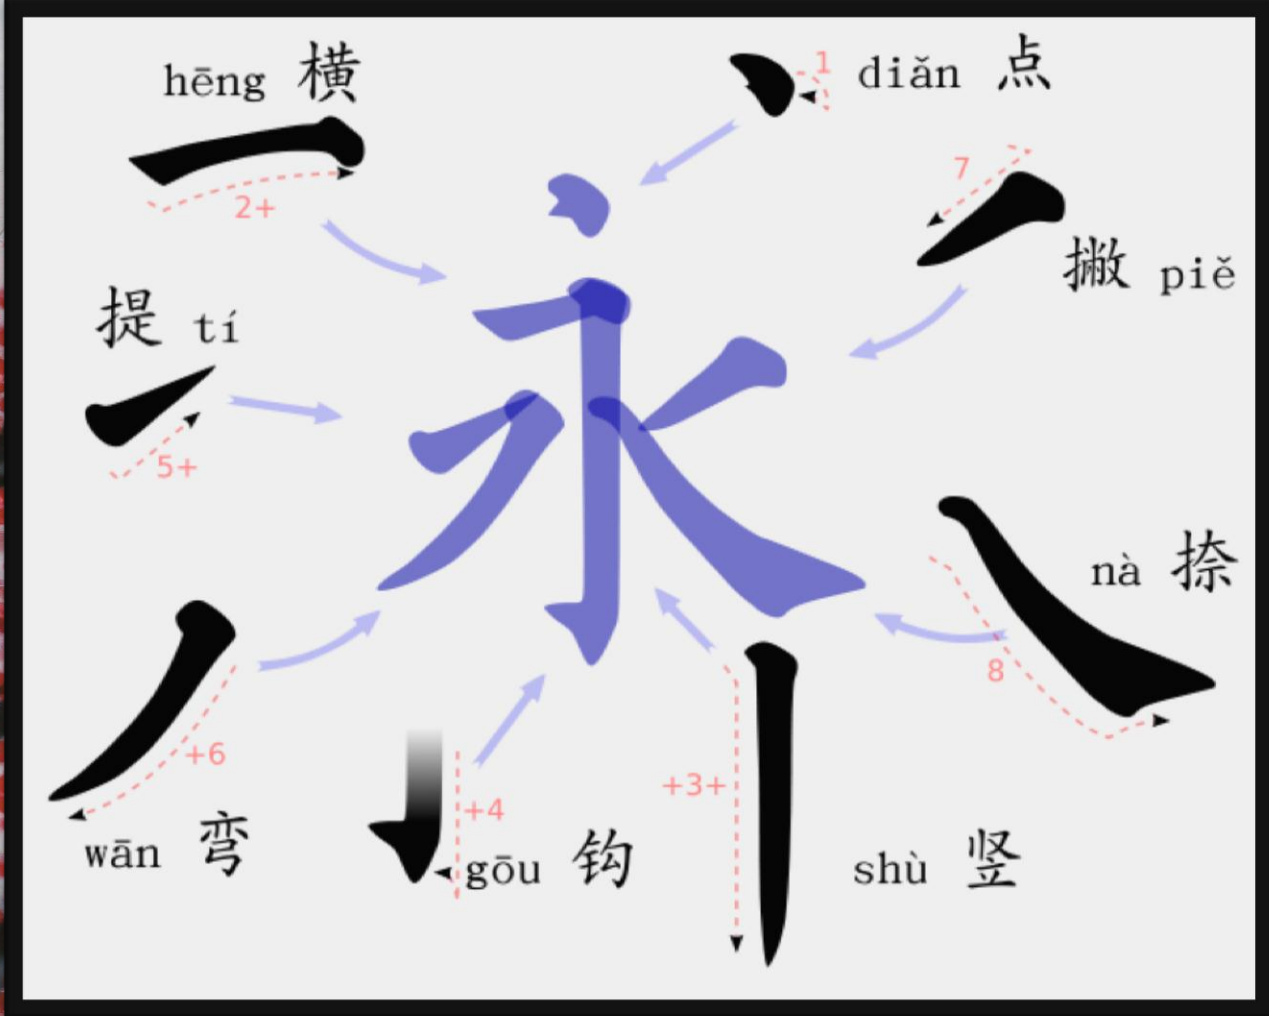 hēng 横
2+
diǎn 点
1
7
撇 piě
提 tí
5+
永
nà 捺
8
+6
wān 弯
+4
gōu 钩
+3+
shù 竖